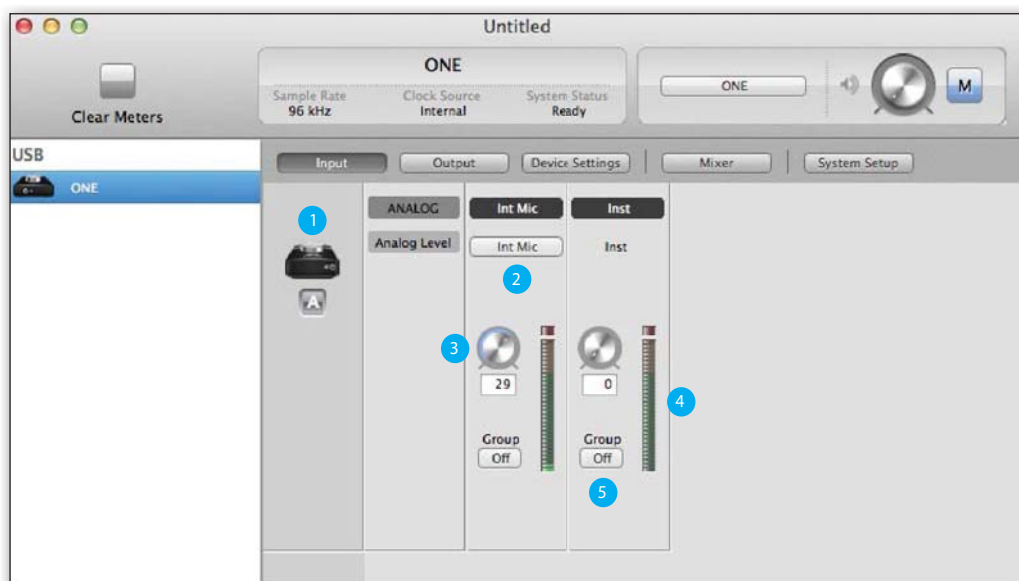 Untitled
Clear Meters
ONE
Sample Rate Clock Source System Status
96 kHz Internal Ready
ONE
M
USB
ONE
Input Output Device Settings Mixer System Setup
1
A
ANALOG Int Mic Inst
Analog Level Int Mic Inst
2
3
29 0
4
Group Group
Off Off
5